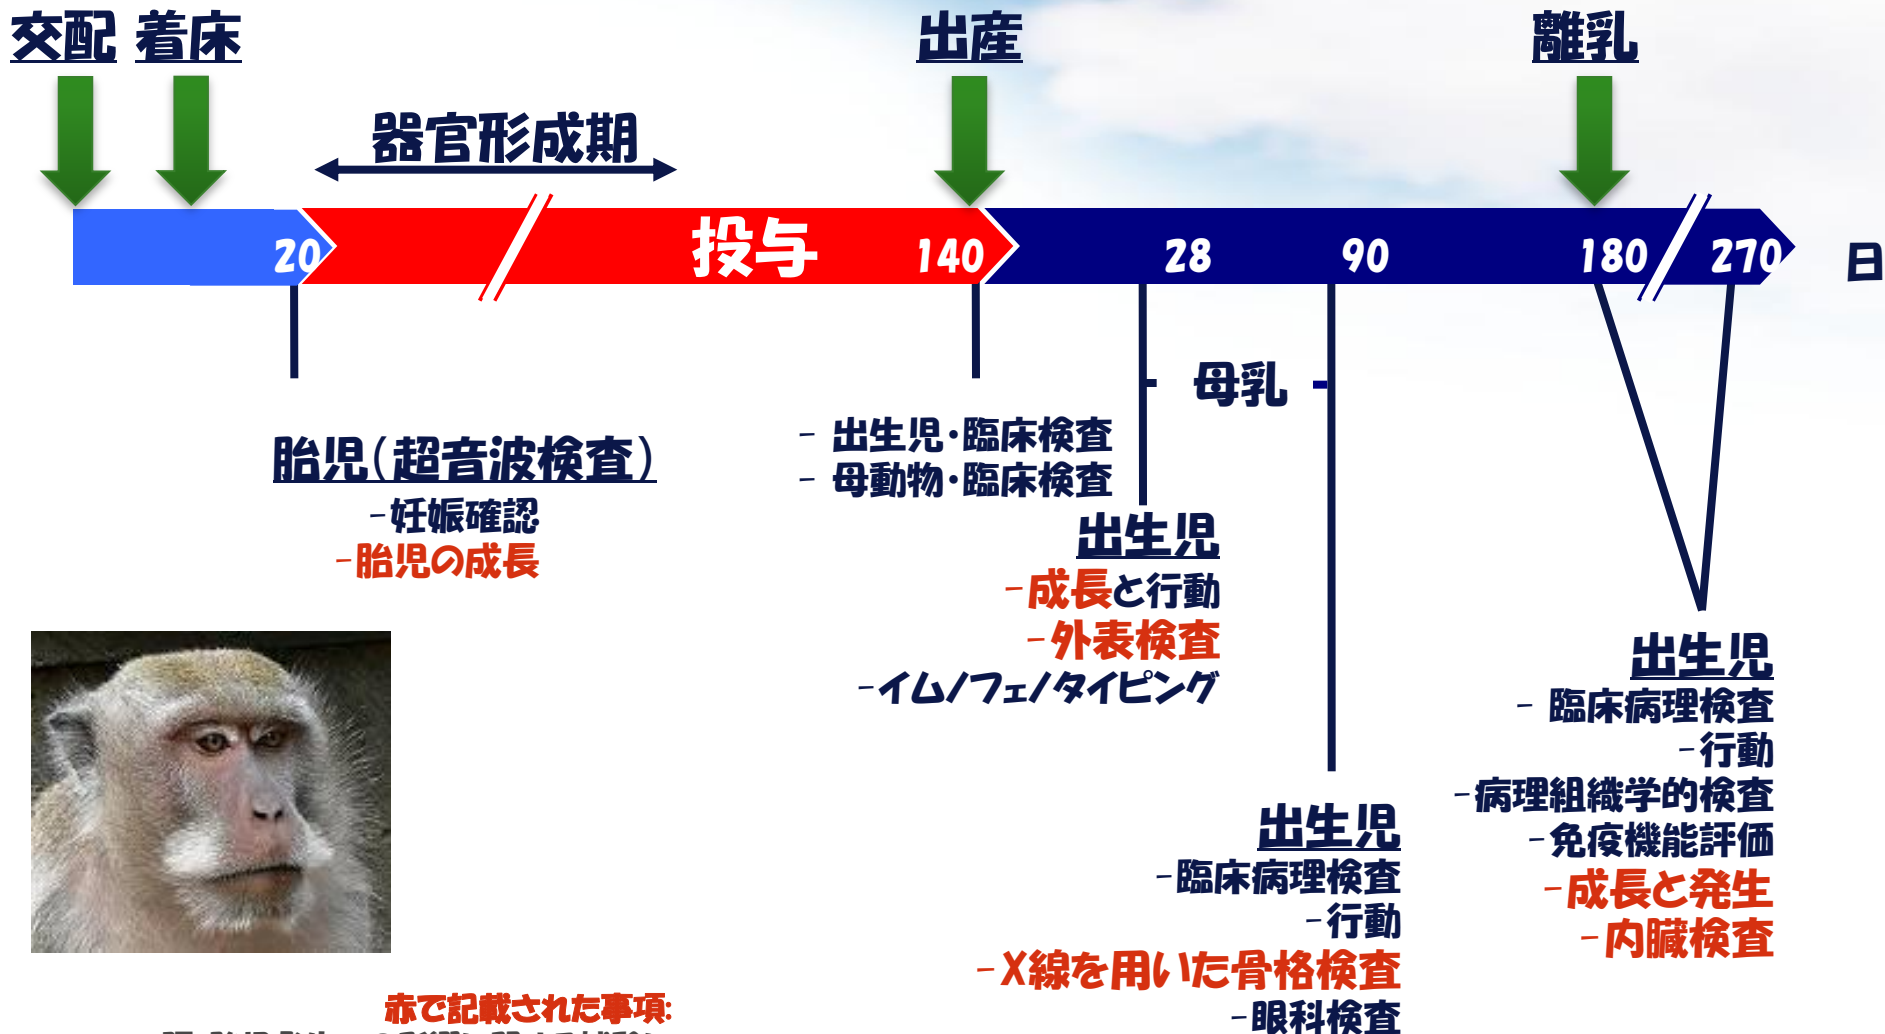 交配 着床 出産 離乳
器官形成期
20 投与 140 28 90 180 270 日
母乳
胎児(超音波検査)
-妊娠確認
-胎児の成長
- 出生児・臨床検査
- 母動物・臨床検査
出生児
-成長と行動
-外表検査
-イム/フェ/タイピング
出生児
-臨床病理検査
-行動
-X線を用いた骨格検査
-眼科検査
出生児
- 臨床病理検査
-行動
-病理組織学的検査
-免疫機能評価
-成長と発生
-内臓検査
赤で記載された事項: